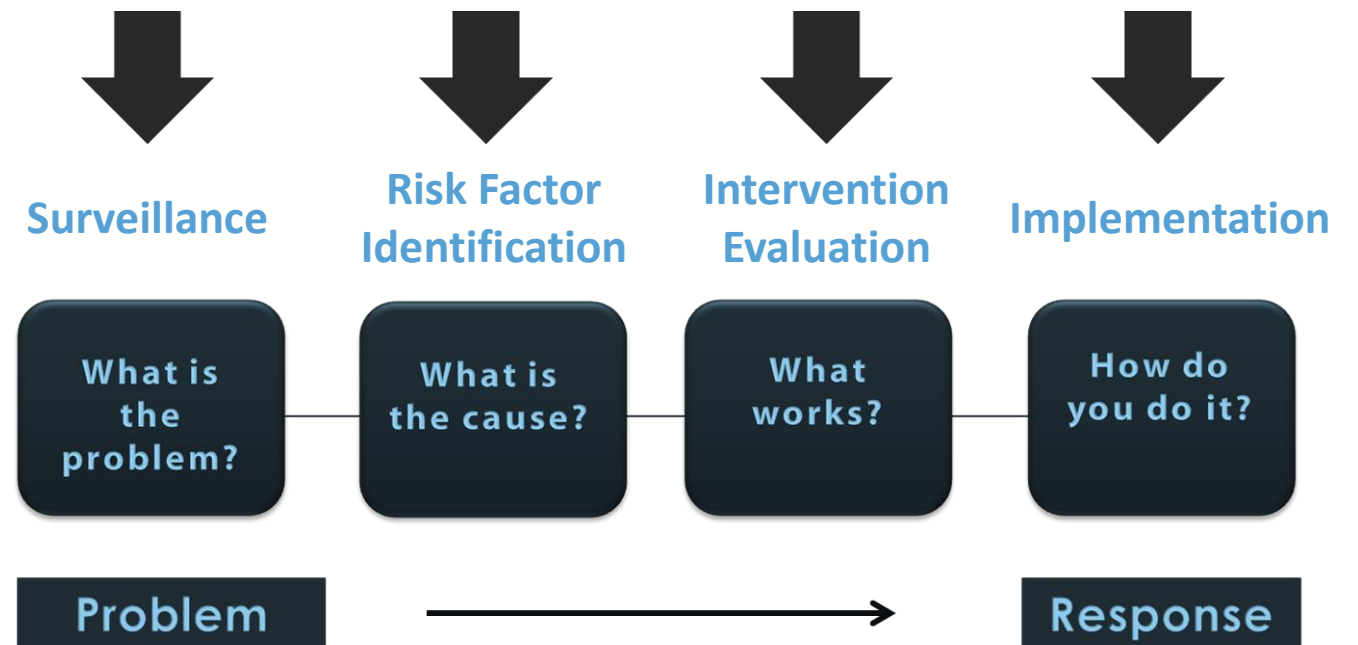 Surveillance
Risk Factor
Identification
Intervention
Evaluation
Implementation
What is
the
problem?
What is
the cause?
What
works?
How do
you do it?
Problem
Response